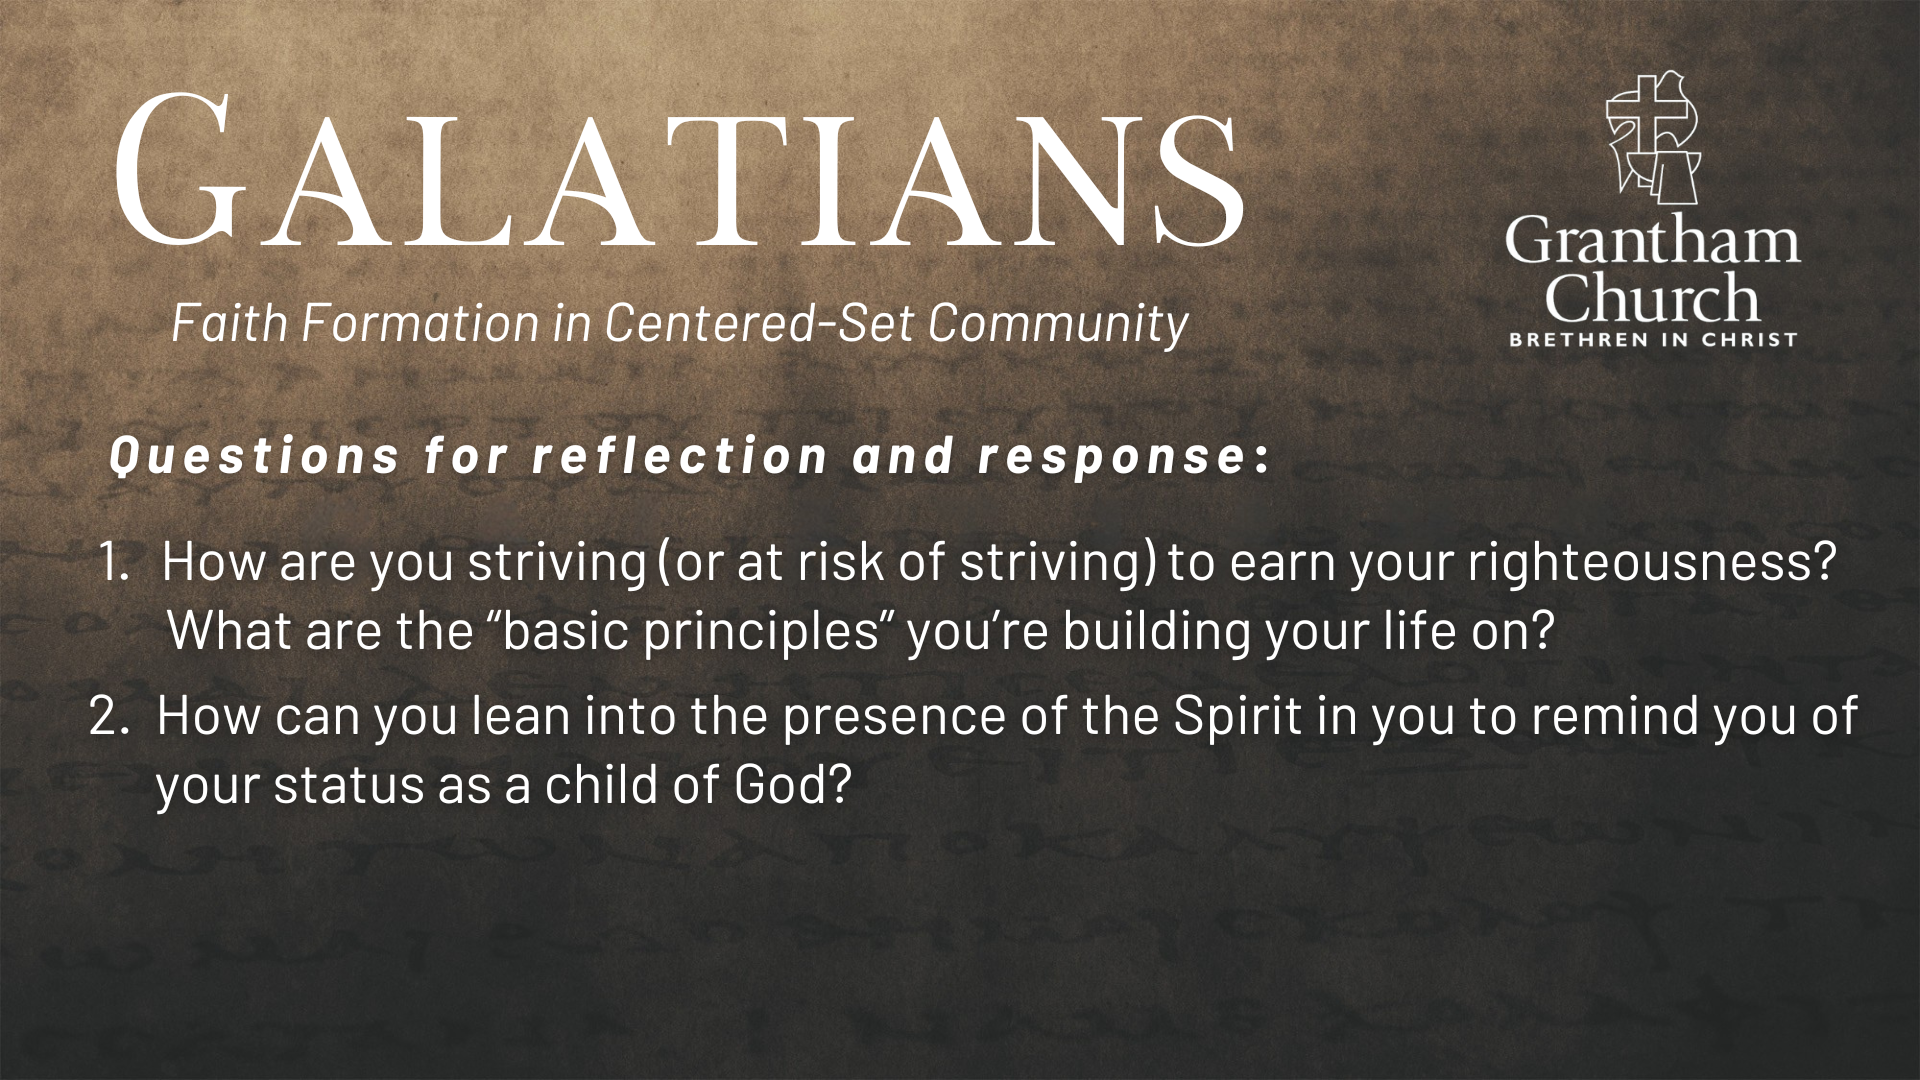 GALATIANS
Faith Formation in Centered-Set Community
Grantham
Church
BRETHREN IN CHRIST
Questions for reflection and response:
1. How are you striving (or at risk of striving) to earn your righteousness?
What are the “basic principles” you’re building your life on?
2. How can you lean into the presence of the Spirit in you to remind you of
your status as a child of God?